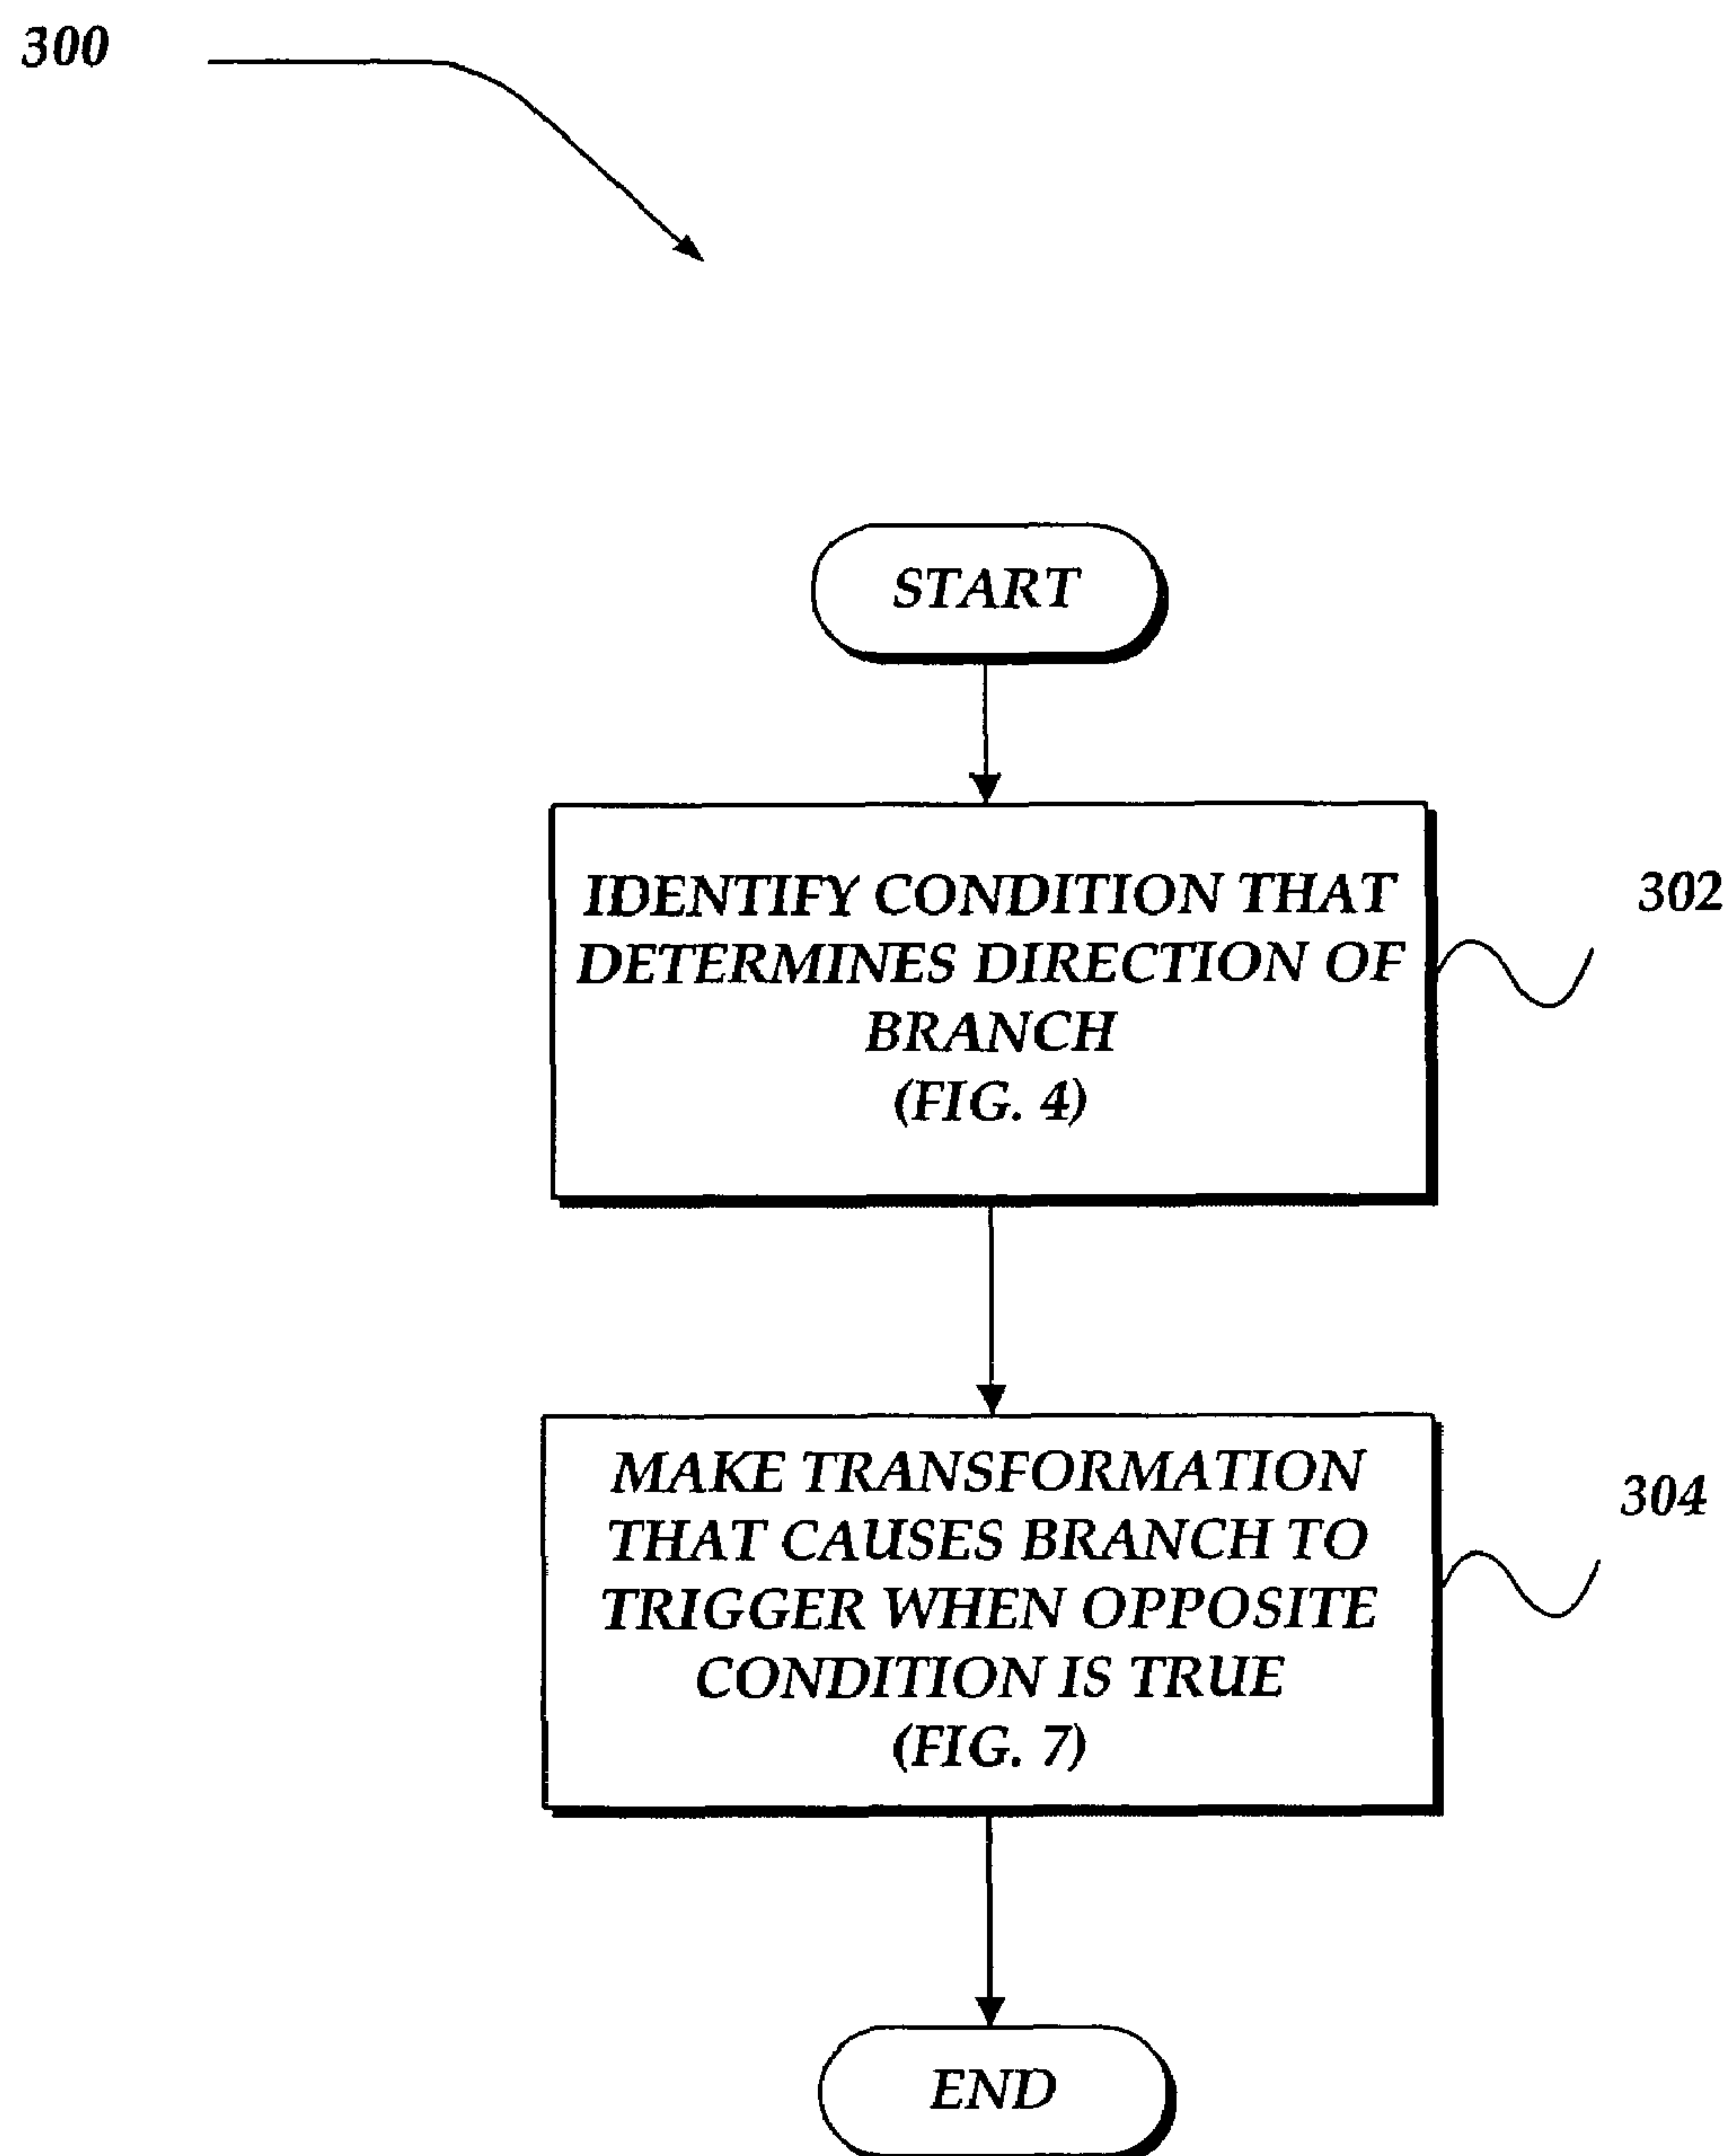 300
START
IDENTIFY CONDITION THAT
DETERMINES DIRECTION OF
BRANCH
(FIG. 4)
302
MAKE TRANSFORMATION
THAT CAUSES BRANCH TO
TRIGGER WHEN OPPOSITE
CONDITION IS TRUE
(FIG. 7)
304
END